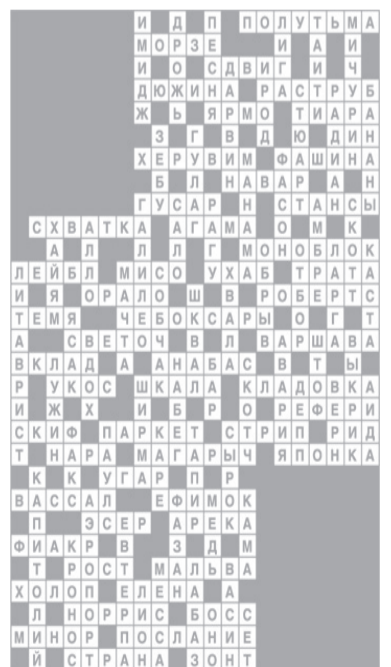 И Д П ПОЛУТЬМА
МОРЗЕ И А И
И О СДВИГ И Ч
ДЮЖИНА РАСТРУБ
Ж Ь ЯРМО ТИАРА
З Г В Д Ю ДИН
ХЕРУВИМ ФАШИНА
Б Л НАВАР А Н
ГУСАР Н СТАНСЫ
СХВАТКА АГАМА О М К
А Л Л Л Г МОНОБЛОК
ЛЕЙБЛ МИСО УХАБ ТРАТА
И Я ОРАЛО Ш В РОБЕРТС
ТЕМЯ ЧЕБОКСАРЫ О Г Т
А СВЕТОЧ В Л ВАРШАВА
ВКЛАД А АНАБАС В Т Ы
Р УКОС ШКАЛА КЛАДОВКА
И Ж Х И Б Р О РЕФЕРИ
СКИФ ПАРКЕТ СТРИП РИД
Т НАРА МАГАРЫЧ ЯПОНКА
К К УГАР П Р
ВАССАЛ ЕФИМОК
П ЭСЕР АРЕКА
ФИАКР В З Д М
Т РОСТ МАЛЬВА
ХОЛОП ЕЛЕНА А
Л НОРРИС БОСС
МИНОР ПОСЛАНИЕ
Й СТРАНА ЗОНТ